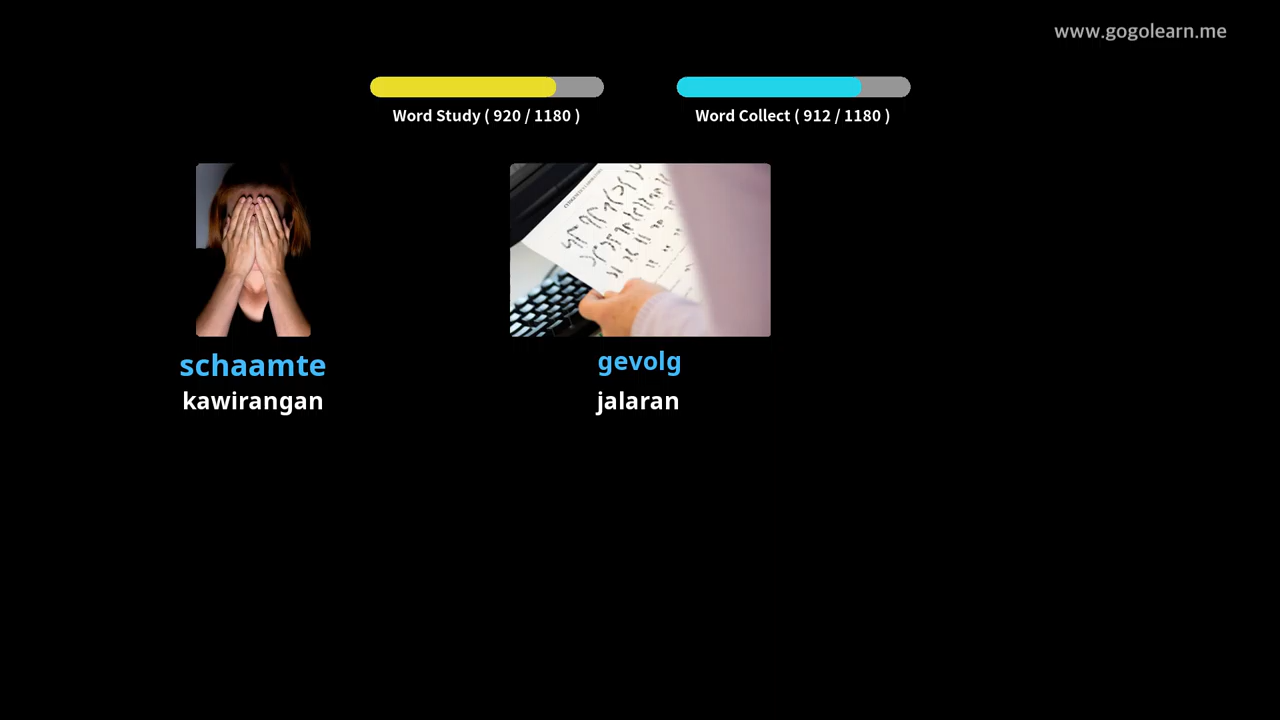 www.gogolearn.me
Word Study ( 920 / 1180 )
Word Collect ( 912 / 1180 )
schaamte
kawirangan
gevolg
jalaran